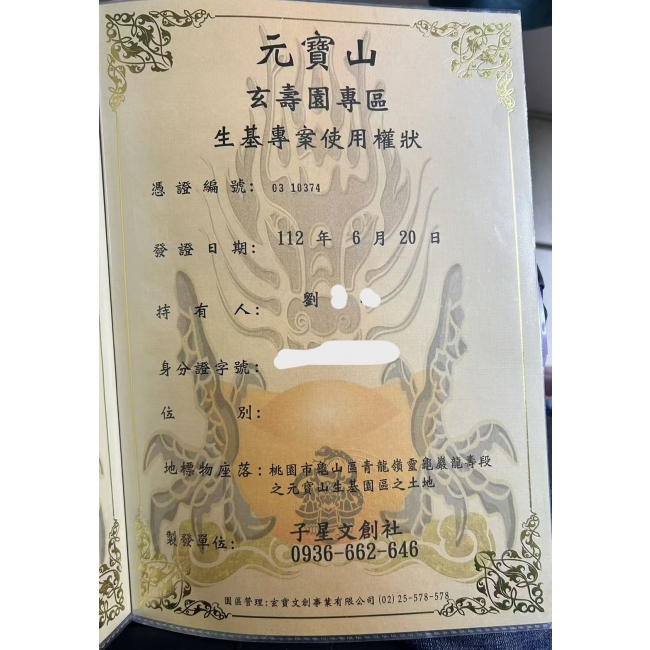 元寶山
玄壽園專區
生基專案使用權狀
憑證編號: 03 10374
發證日期: 112 年 6 月 20 日
持有人: 劉
身分證字號:
位別:
地標物座落:桃園市龜山區青龍嶺靈龜巖龍壽段
之元寶山生基園區之土地
製發單位: 子星文創社
0936-662-646
園區管理:玄寶文創事業有限公司(02)25-578-578